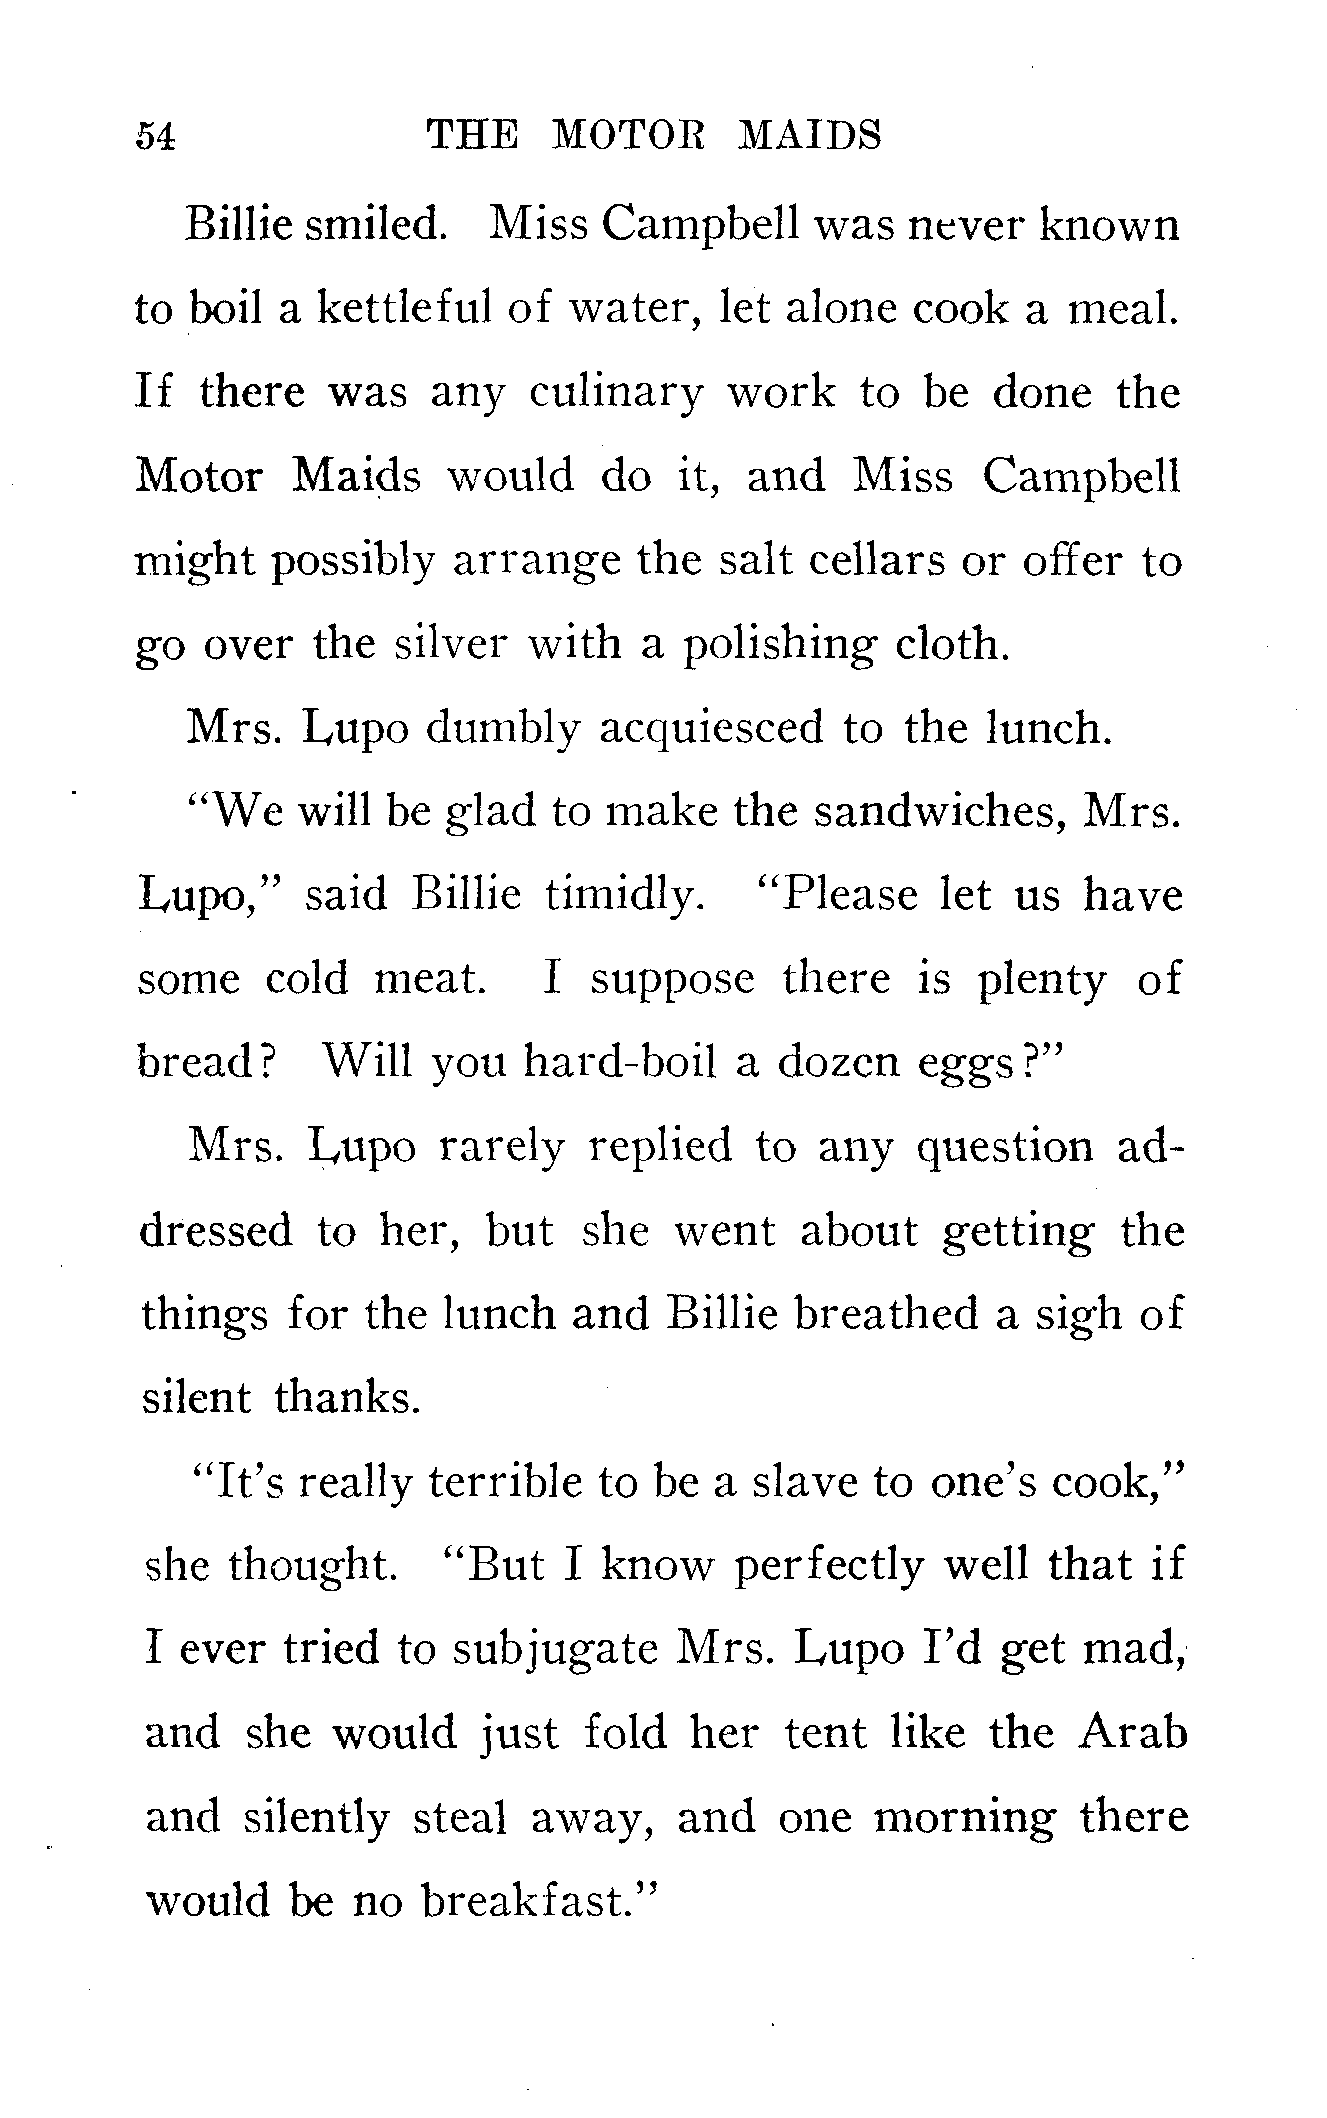 54 THE MOTOR MAIDS
Billie smiled. Miss Campbell was never known
to boil a kettleful of water, let alone cook a meal.
If there was any culinary work to be done the
Motor Maids would do it, and Miss Campbell
might possibly arrange the salt cellars or offer to
go over the silver with a polishing cloth.
Mrs. Lupo dumbly acquiesced to the lunch.
"We will be glad to make the sandwiches, Mrs.
Lupo," said Billie timidly. "Please let us have
some cold meat. I suppose there is plenty of
bread? Will you hard-boil a dozen eggs?"
Mrs. Lupo rarely replied to any question ad-
dressed to her, but she went about getting the
things for the lunch and Billie breathed a sigh of
silent thanks.
"It's really terrible to be a slave to one's cook,"
she thought. "But I know perfectly well that if
I ever tried to subjugate Mrs. Lupo I'd get mad,
and she would just fold her tent like the Arab
and silently steal away, and one morning there
would be no breakfast."